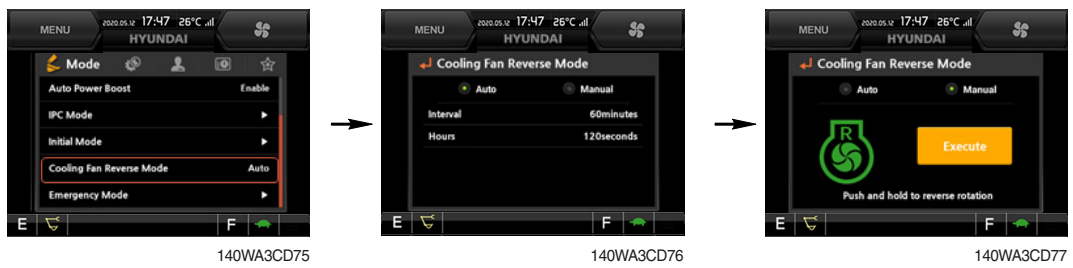 MENU 2020.05.12 17:47 26°C
HYUNDAI
Mode
Auto Power Boost Enable
IPC Mode
Initial Mode
Cooling Fan Reverse Mode Auto
Emergency Mode
E F
140WA3CD75
MENU 2020.05.12 17:47 26°C
HYUNDAI
Cooling Fan Reverse Mode
Auto Manual
Interval 60minutes
Hours 120seconds
E F
140WA3CD76
MENU 2020.05.12 17:47 26°C
HYUNDAI
Cooling Fan Reverse Mode
Auto Manual
R
Execute
Push and hold to reverse rotation
E F
140WA3CD77